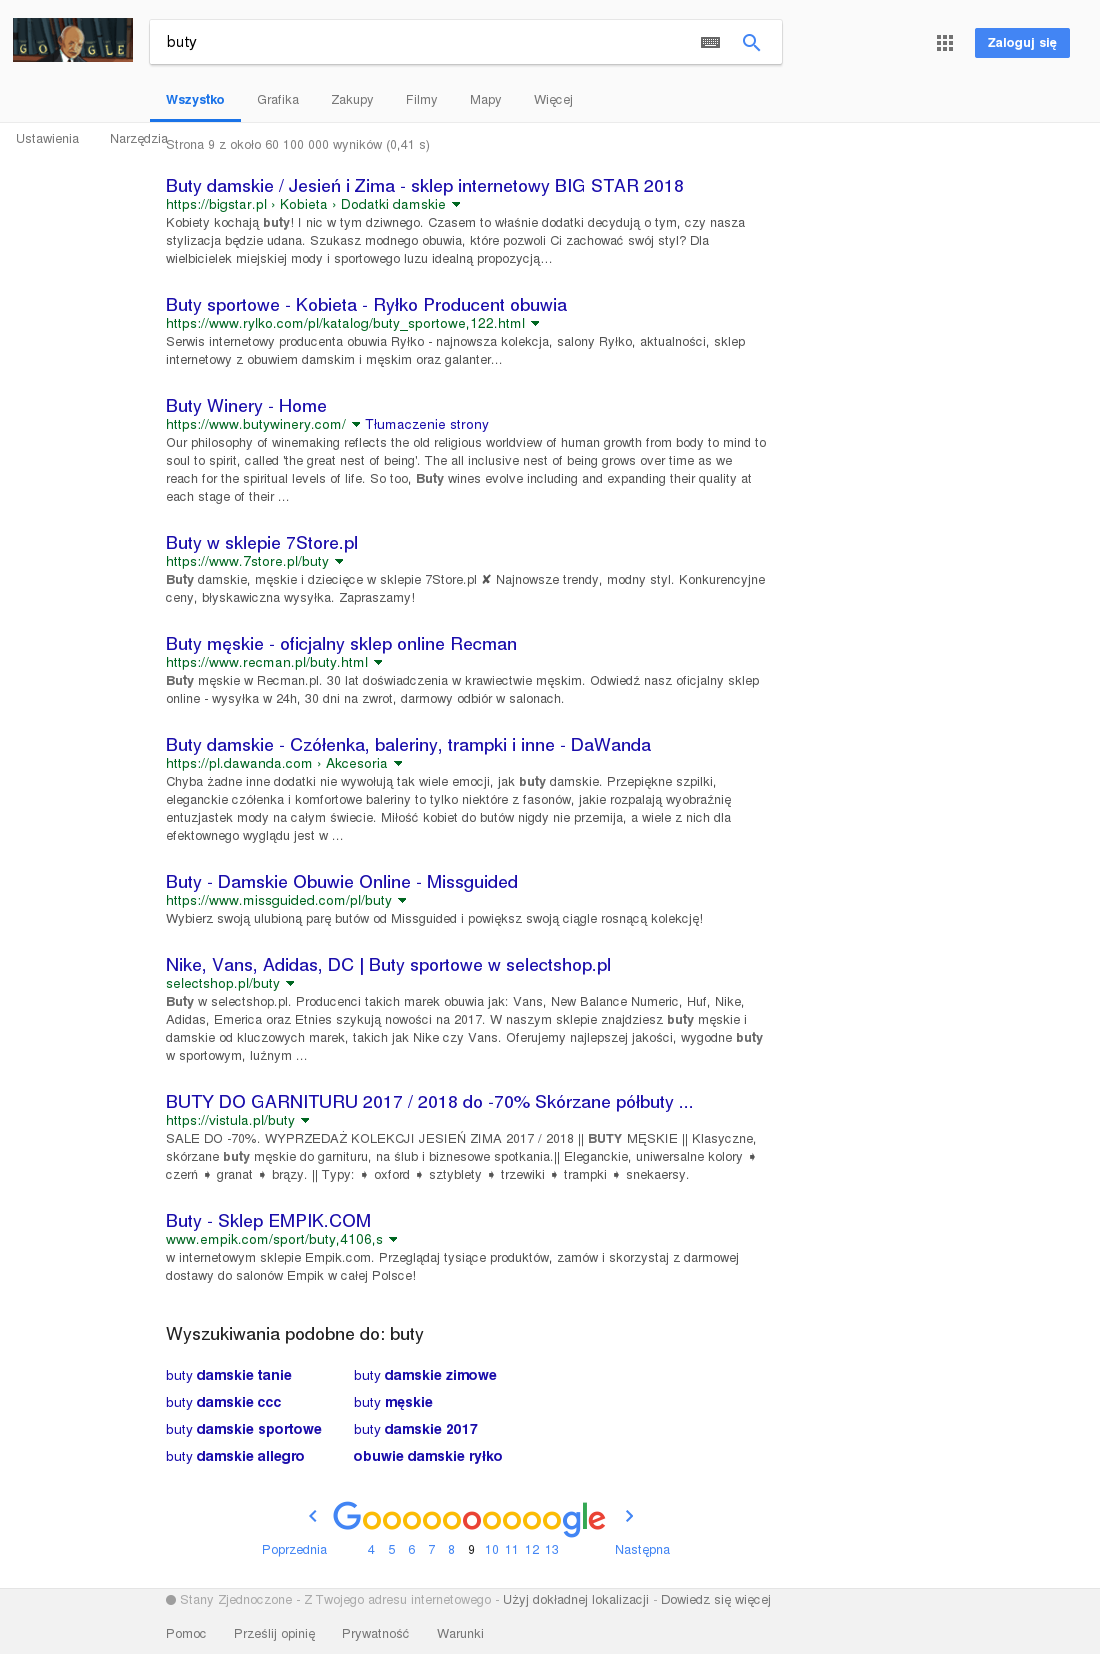 GOOGLE
buty
Zaloguj się
Wszystko Grafika Zakupy Filmy Mapy Więcej
Ustawienia Narzędzia
Strona 9 z około 60 100 000 wyników (0,41 s)
Buty damskie / Jesień i Zima - sklep internetowy BIG STAR 2018
https://bigstar.pl › Kobieta › Dodatki damskie
Kobiety kochają buty! I nic w tym dziwnego. Czasem to właśnie dodatki decydują o tym, czy nasza
stylizacja będzie udana. Szukasz modnego obuwia, które pozwoli Ci zachować swój styl? Dla
wielbicielek miejskiej mody i sportowego luzu idealną propozycją...
Buty sportowe - Kobieta - Ryłko Producent obuwia
https://www.rylko.com/pl/katalog/buty_sportowe,122.html
Serwis internetowy producenta obuwia Ryłko - najnowsza kolekcja, salony Ryłko, aktualności, sklep
internetowy z obuwiem damskim i męskim oraz galanter...
Buty Winery - Home
https://www.butywinery.com/ Tłumaczenie strony
Our philosophy of winemaking reflects the old religious worldview of human growth from body to mind to
soul to spirit, called 'the great nest of being'. The all inclusive nest of being grows over time as we
reach for the spiritual levels of life. So too, Buty wines evolve including and expanding their quality at
each stage of their ...
Buty w sklepie 7Store.pl
https://www.7store.pl/buty
Buty damskie, męskie i dziecięce w sklepie 7Store.pl ✘ Najnowsze trendy, modny styl. Konkurencyjne
ceny, błyskawiczna wysyłka. Zapraszamy!
Buty męskie - oficjalny sklep online Recman
https://www.recman.pl/buty.html
Buty męskie w Recman.pl. 30 lat doświadczenia w krawiectwie męskim. Odwiedź nasz oficjalny sklep
online - wysyłka w 24h, 30 dni na zwrot, darmowy odbiór w salonach.
Buty damskie - Czółenka, baleriny, trampki i inne - DaWanda
https://pl.dawanda.com › Akcesoria
Chyba żadne inne dodatki nie wywołują tak wiele emocji, jak buty damskie. Przepiękne szpilki,
eleganckie czółenka i komfortowe baleriny to tylko niektóre z fasonów, jakie rozpalają wyobraźnię
entuzjastek mody na całym świecie. Miłość kobiet do butów nigdy nie przemija, a wiele z nich dla
efektownego wyglądu jest w ...
Buty - Damskie Obuwie Online - Missguided
https://www.missguided.com/pl/buty
Wybierz swoją ulubioną parę butów od Missguided i powiększ swoją ciągle rosnącą kolekcję!
Nike, Vans, Adidas, DC | Buty sportowe w selectshop.pl
selectshop.pl/buty
Buty w selectshop.pl. Producenci takich marek obuwia jak: Vans, New Balance Numeric, Huf, Nike,
Adidas, Emerica oraz Etnies szykują nowości na 2017. W naszym sklepie znajdziesz buty męskie i
damskie od kluczowych marek, takich jak Nike czy Vans. Oferujemy najlepszej jakości, wygodne buty
w sportowym, luźnym ...
BUTY DO GARNITURU 2017 / 2018 do -70% Skórzane półbuty ...
https://vistula.pl/buty
SALE DO -70%. WYPRZEDAŻ KOLEKCJI JESIEŃ ZIMA 2017 / 2018 || BUTY MĘSKIE || Klasyczne,
skórzane buty męskie do garnituru, na ślub i biznesowe spotkania.|| Eleganckie, uniwersalne kolory ➧
czerń ➧ granat ➧ brązy. || Typy: ➧ oxford ➧ sztyblety ➧ trzewiki ➧ trampki ➧ snekaersy.
Buty - Sklep EMPIK.COM
www.empik.com/sport/buty,4106,s
w internetowym sklepie Empik.com. Przeglądaj tysiące produktów, zamów i skorzystaj z darmowej
dostawy do salonów Empik w całej Polsce!
Wyszukiwania podobne do: buty
buty damskie tanie buty damskie zimowe
buty damskie ccc buty męskie
buty damskie sportowe buty damskie 2017
buty damskie allegro obuwie damskie ryłko
Goooooooooogle
Poprzednia 4 5 6 7 8 9 10 11 12 13 Następna
Stany Zjednoczone - Z Twojego adresu internetowego - Użyj dokładnej lokalizacji - Dowiedz się więcej
Pomoc Prześlij opinię Prywatność Warunki